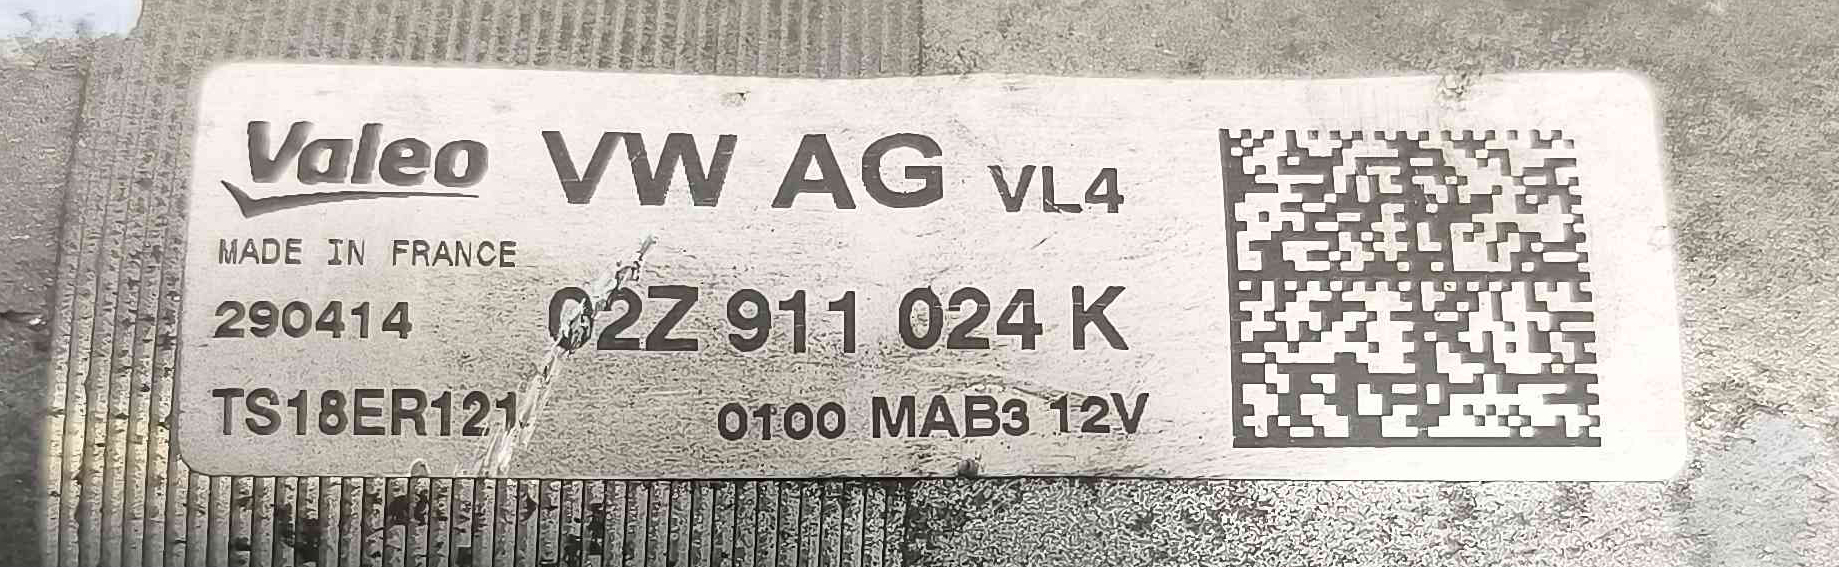 Valeo VW AG VL4
MADE IN FRANCE
290414 02Z 911 024 K
TS18ER121 0100 MAB3 12V